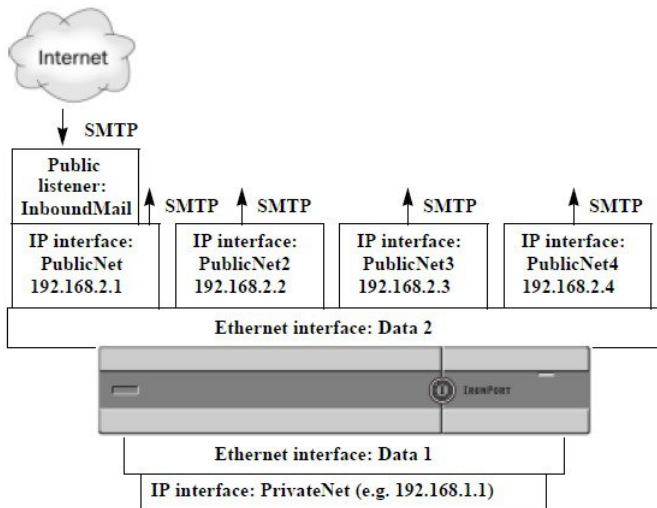 Internet
SMTP
Public
listener:
InboundMail
SMTP
SMTP
SMTP
SMTP
IP interface:
PublicNet
192.168.2.1
IP interface:
PublicNet2
192.168.2.2
IP interface:
PublicNet3
192.168.2.3
IP interface:
PublicNet4
192.168.2.4
Ethernet interface: Data 2
IRONPORT
Ethernet interface: Data 1
IP interface: PrivateNet (e.g. 192.168.1.1)